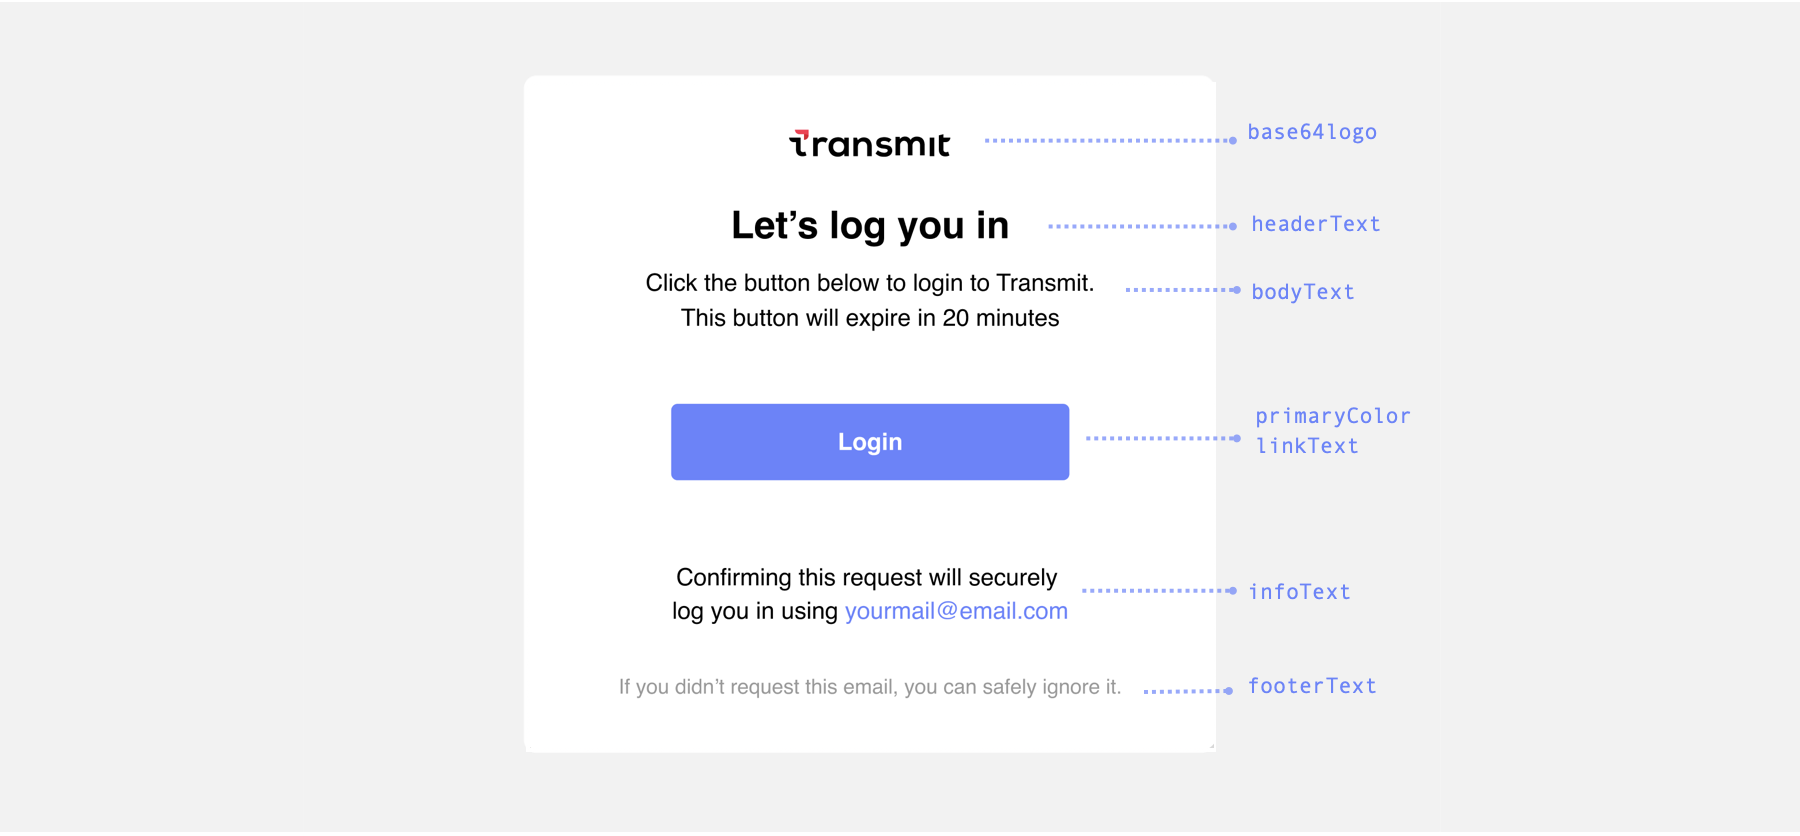 Transmit
base64logo
Let’s log you in
headerText
Click the button below to login to Transmit.
This button will expire in 20 minutes
bodyText
Login
primaryColor
linkText
Confirming this request will securely
log you in using yourmail@email.com
infoText
If you didn’t request this email, you can safely ignore it.
footerText